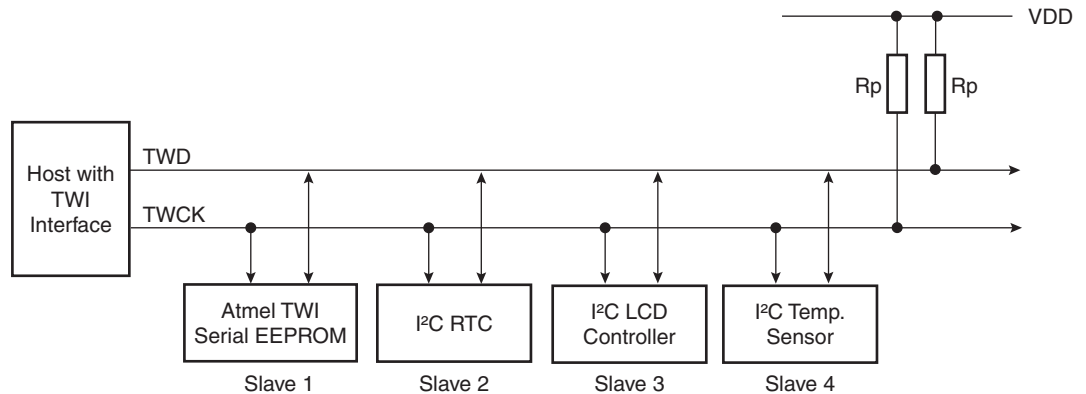 VDD
Rp
Rp
Host with
TWI
Interface
TWD
TWCK
Atmel TWI
Serial EEPROM
I²C RTC
I²C LCD
Controller
I²C Temp.
Sensor
Slave 1
Slave 2
Slave 3
Slave 4